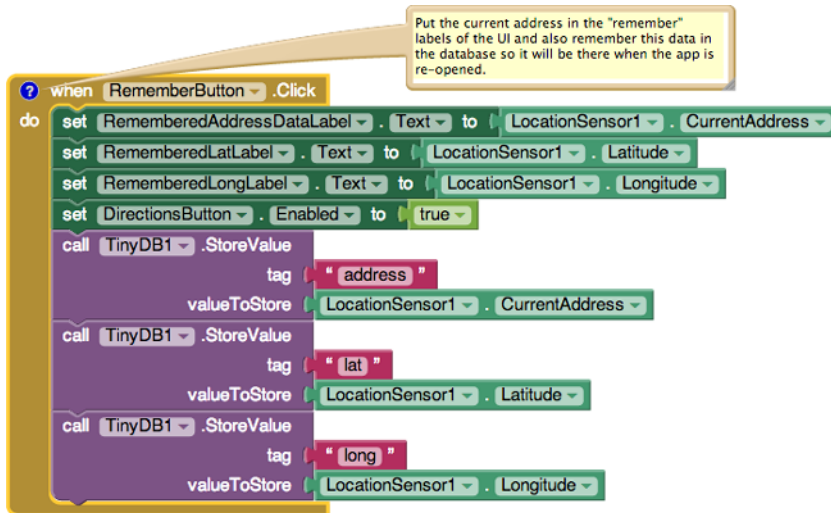 Put the current address in the "remember"
labels of the UI and also remember this data in
the database so it will be there when the app is
re-opened.
? when RememberButton .Click
do set RememberedAddressDataLabel . Text to LocationSensor1 . CurrentAddress
set RememberedLatLabel . Text to LocationSensor1 . Latitude
set RememberedLongLabel . Text to LocationSensor1 . Longitude
set DirectionsButton . Enabled to true
call TinyDB1 .StoreValue
tag " address "
valueToStore LocationSensor1 . CurrentAddress
call TinyDB1 .StoreValue
tag " lat "
valueToStore LocationSensor1 . Latitude
call TinyDB1 .StoreValue
tag " long "
valueToStore LocationSensor1 . Longitude